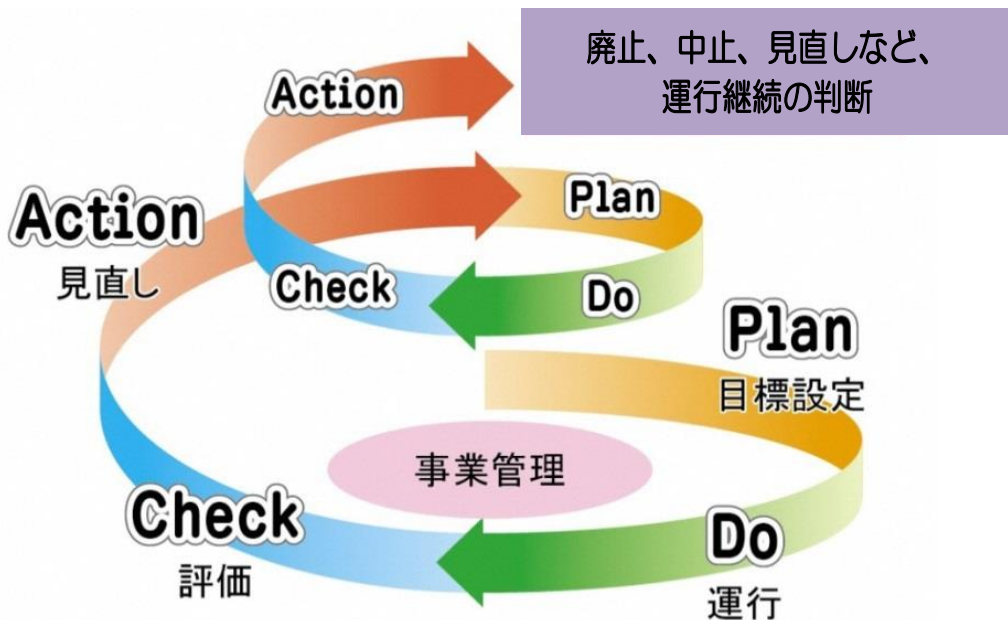 廃止、中止、見直しなど、
運行継続の判断
Action
Plan
Action
見直し
Check
Do
Plan
目標設定
事業管理
Check
評価
Do
運行